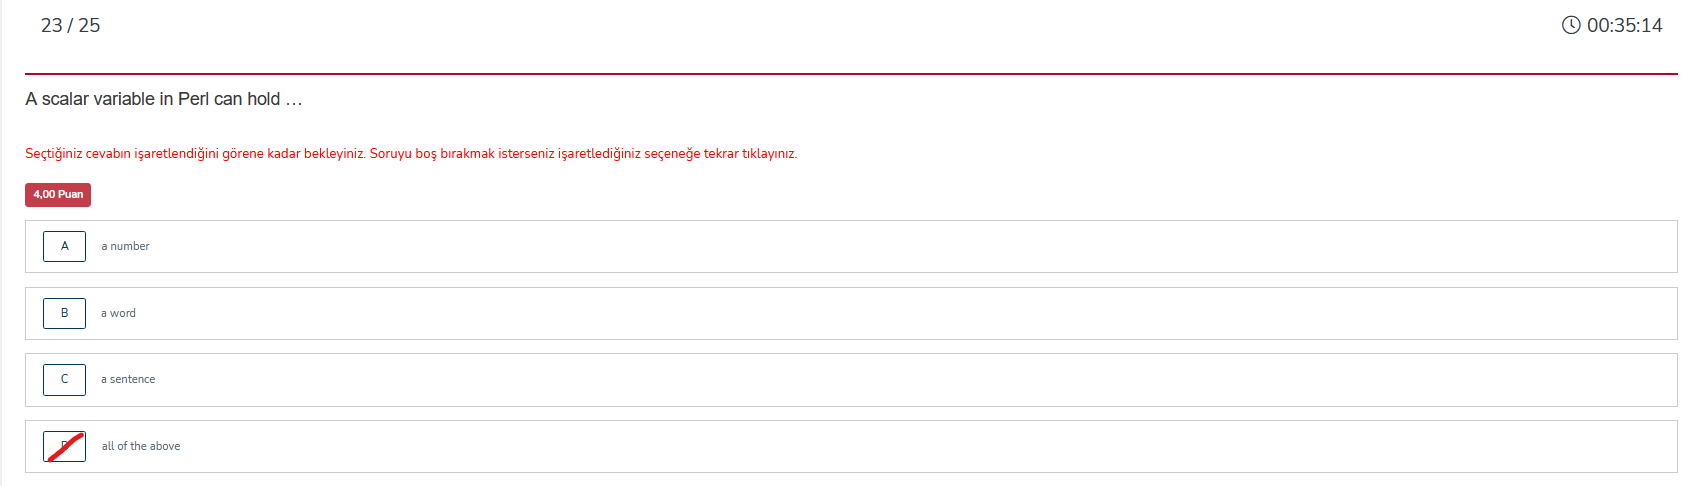 23 / 25
00:35:14
A scalar variable in Perl can hold …
Seçtiğiniz cevabın işaretlendiğini görene kadar bekleyiniz. Soruyu boş bırakmak isterseniz işaretlediğiniz seçeneğe tekrar tıklayınız.
4,00 Puan
A a number
B a word
C a sentence
D all of the above